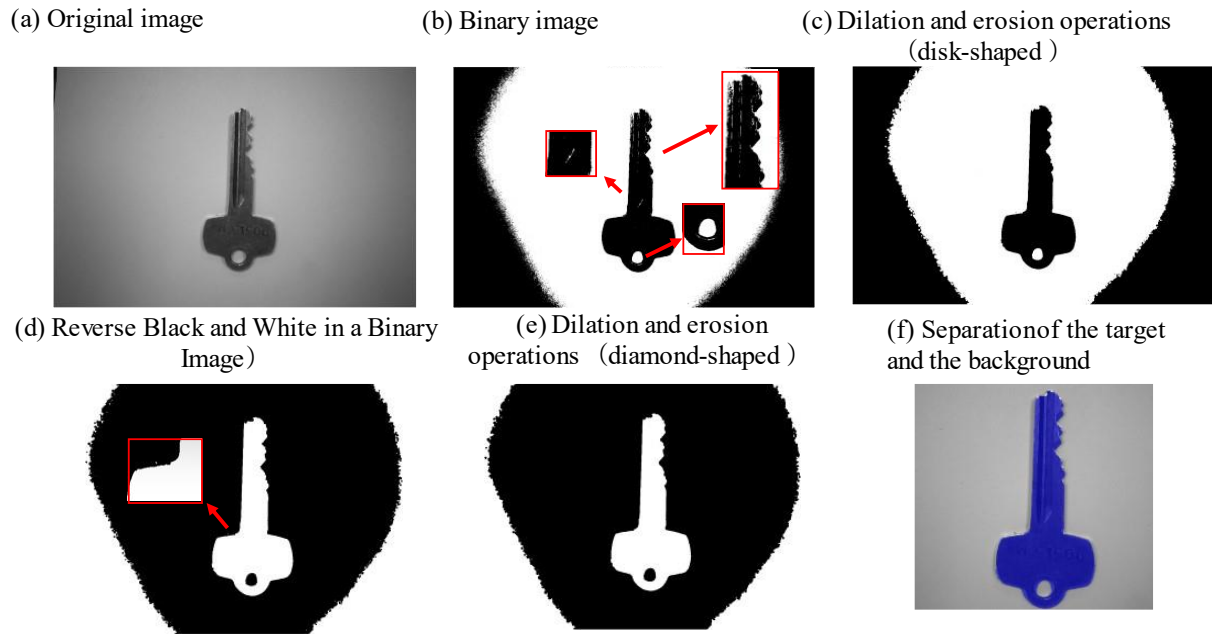 (a) Original image
(b) Binary image
(c) Dilation and erosion operations
（disk-shaped ）
(d) Reverse Black and White in a Binary
Image）
(e) Dilation and erosion
operations （diamond-shaped ）
(f) Separationof the target
and the background